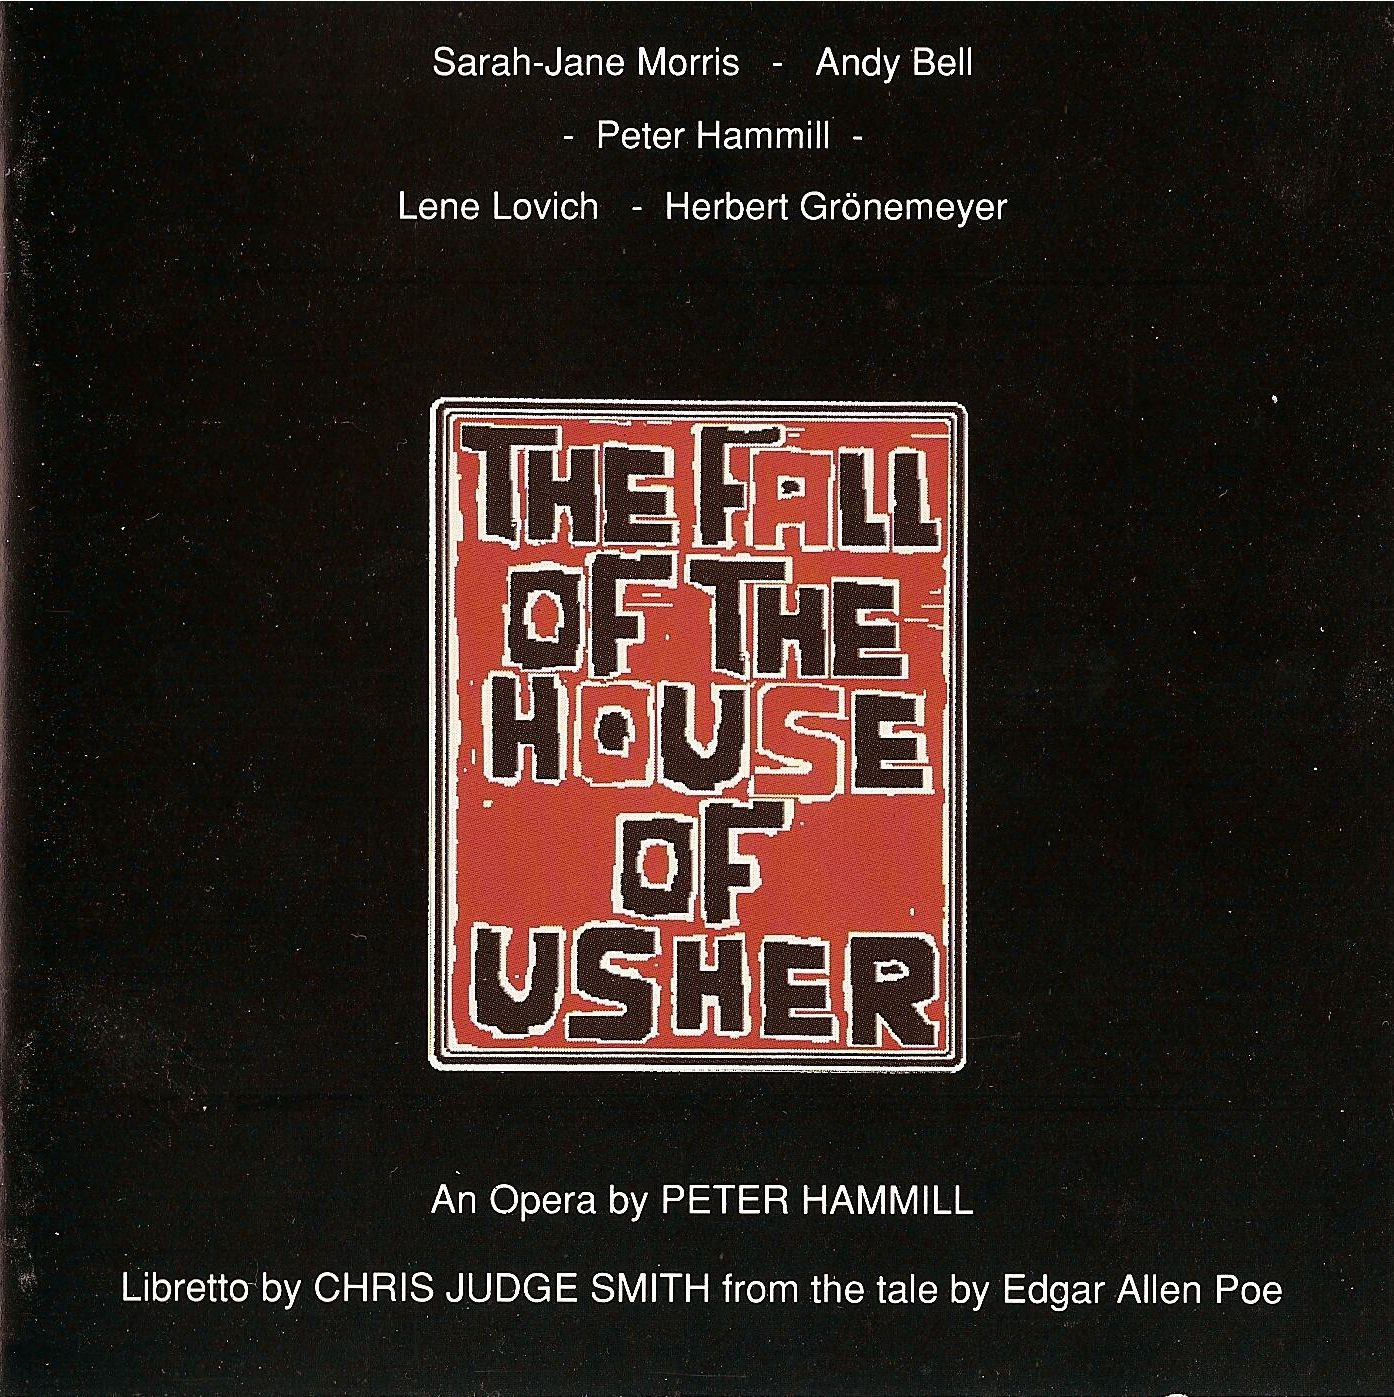 Sarah-Jane Morris - Andy Bell
- Peter Hammill -
Lene Lovich - Herbert Grönemeyer
THE FALL
OF THE
HOUSE
OF
USHER
An Opera by PETER HAMMILL
Libretto by CHRIS JUDGE SMITH from the tale by Edgar Allen Poe